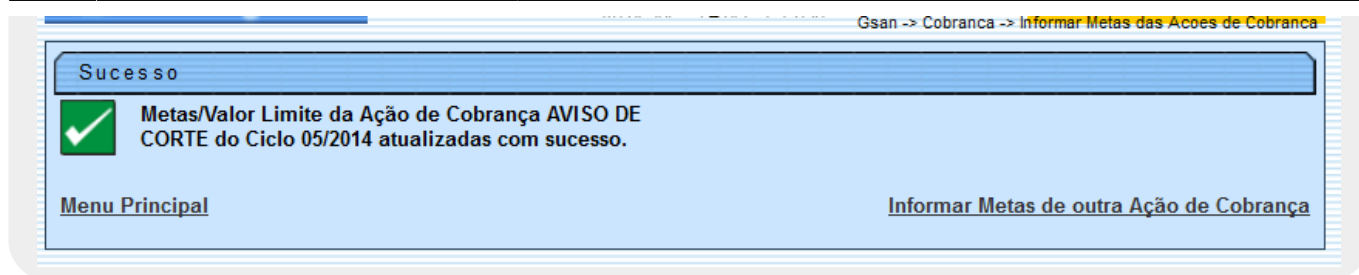 Gsan -> Cobranca -> Informar Metas das Acoes de Cobranca
Sucesso
Metas/Valor Limite da Ação de Cobrança AVISO DE
CORTE do Ciclo 05/2014 atualizadas com sucesso.
Menu Principal
Informar Metas de outra Ação de Cobrança